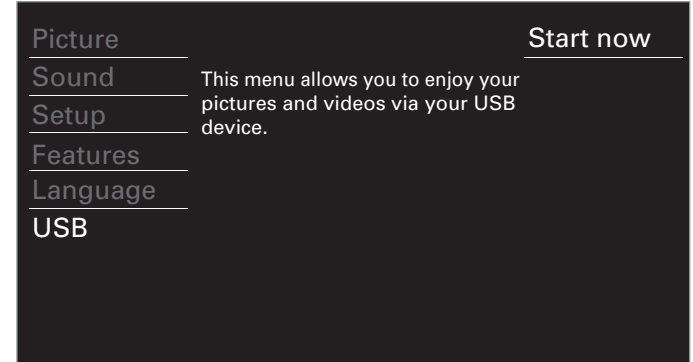 Picture
Sound
Setup
Features
Language
USB
This menu allows you to enjoy your
pictures and videos via your USB
device.
Start now